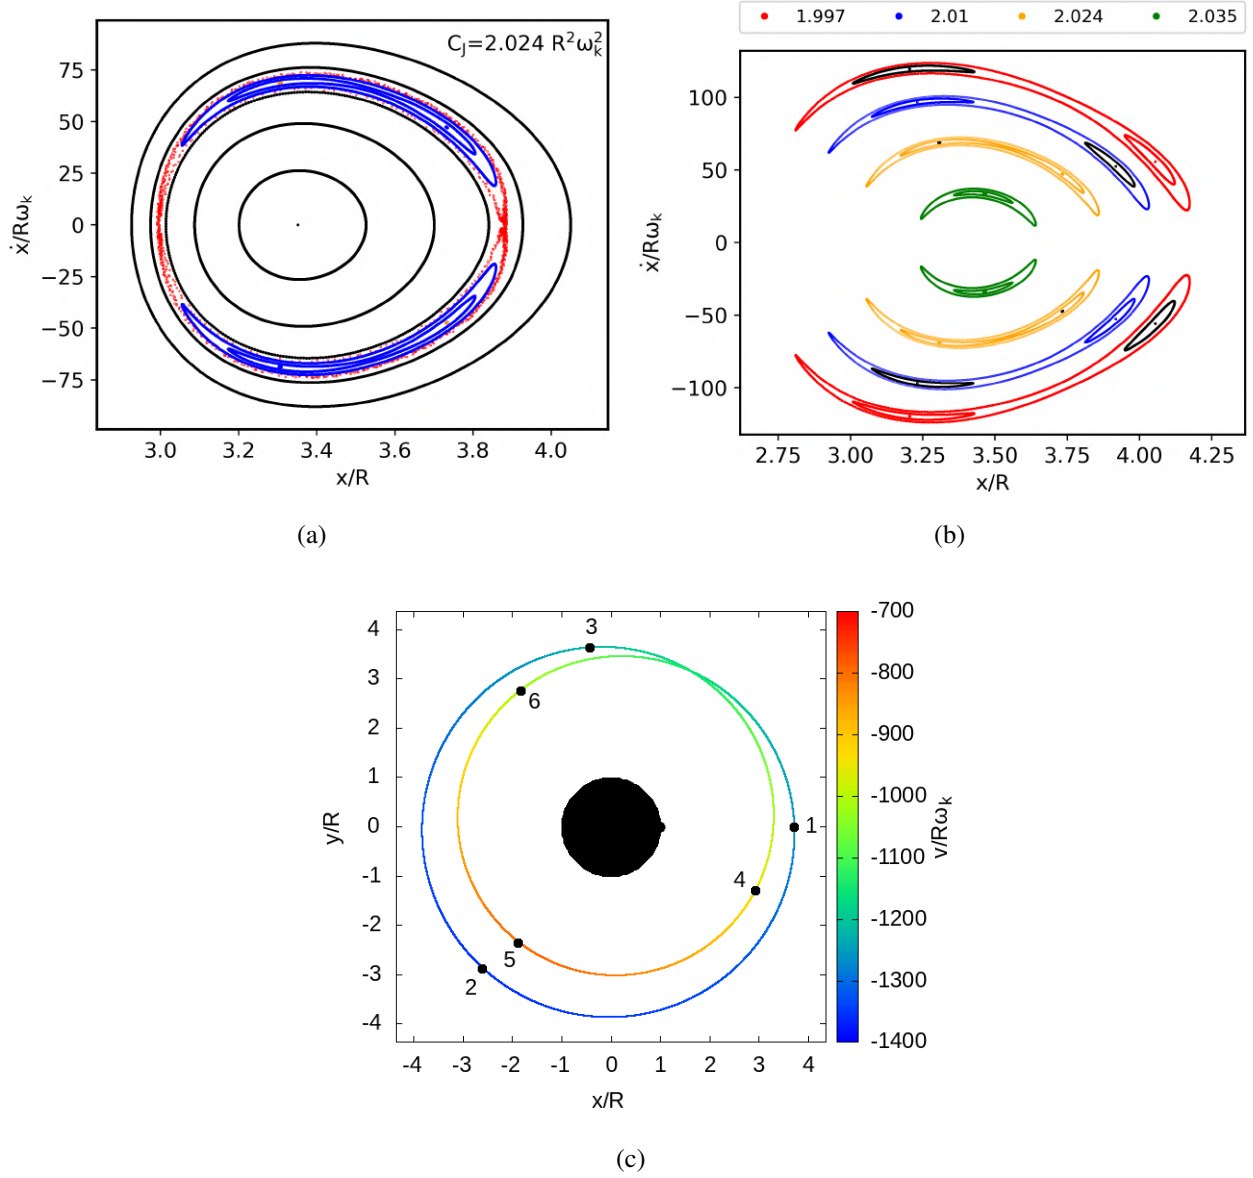 C_J=2.024 R²ω_k²
75
50
25
0
−25
−50
−75
ẋ/Rω_k
3.0 3.2 3.4 3.6 3.8 4.0
x/R
(a)
1.997 2.01 2.024 2.035
100
50
0
−50
−100
ẋ/Rω_k
2.75 3.00 3.25 3.50 3.75 4.00 4.25
x/R
(b)
4
3
2
1
0
-1
-2
-3
-4
y/R
3
6
1
4
5
2
-4 -3 -2 -1 0 1 2 3 4
x/R
-700
-800
-900
-1000
-1100
-1200
-1300
-1400
v/Rω_k
(c)